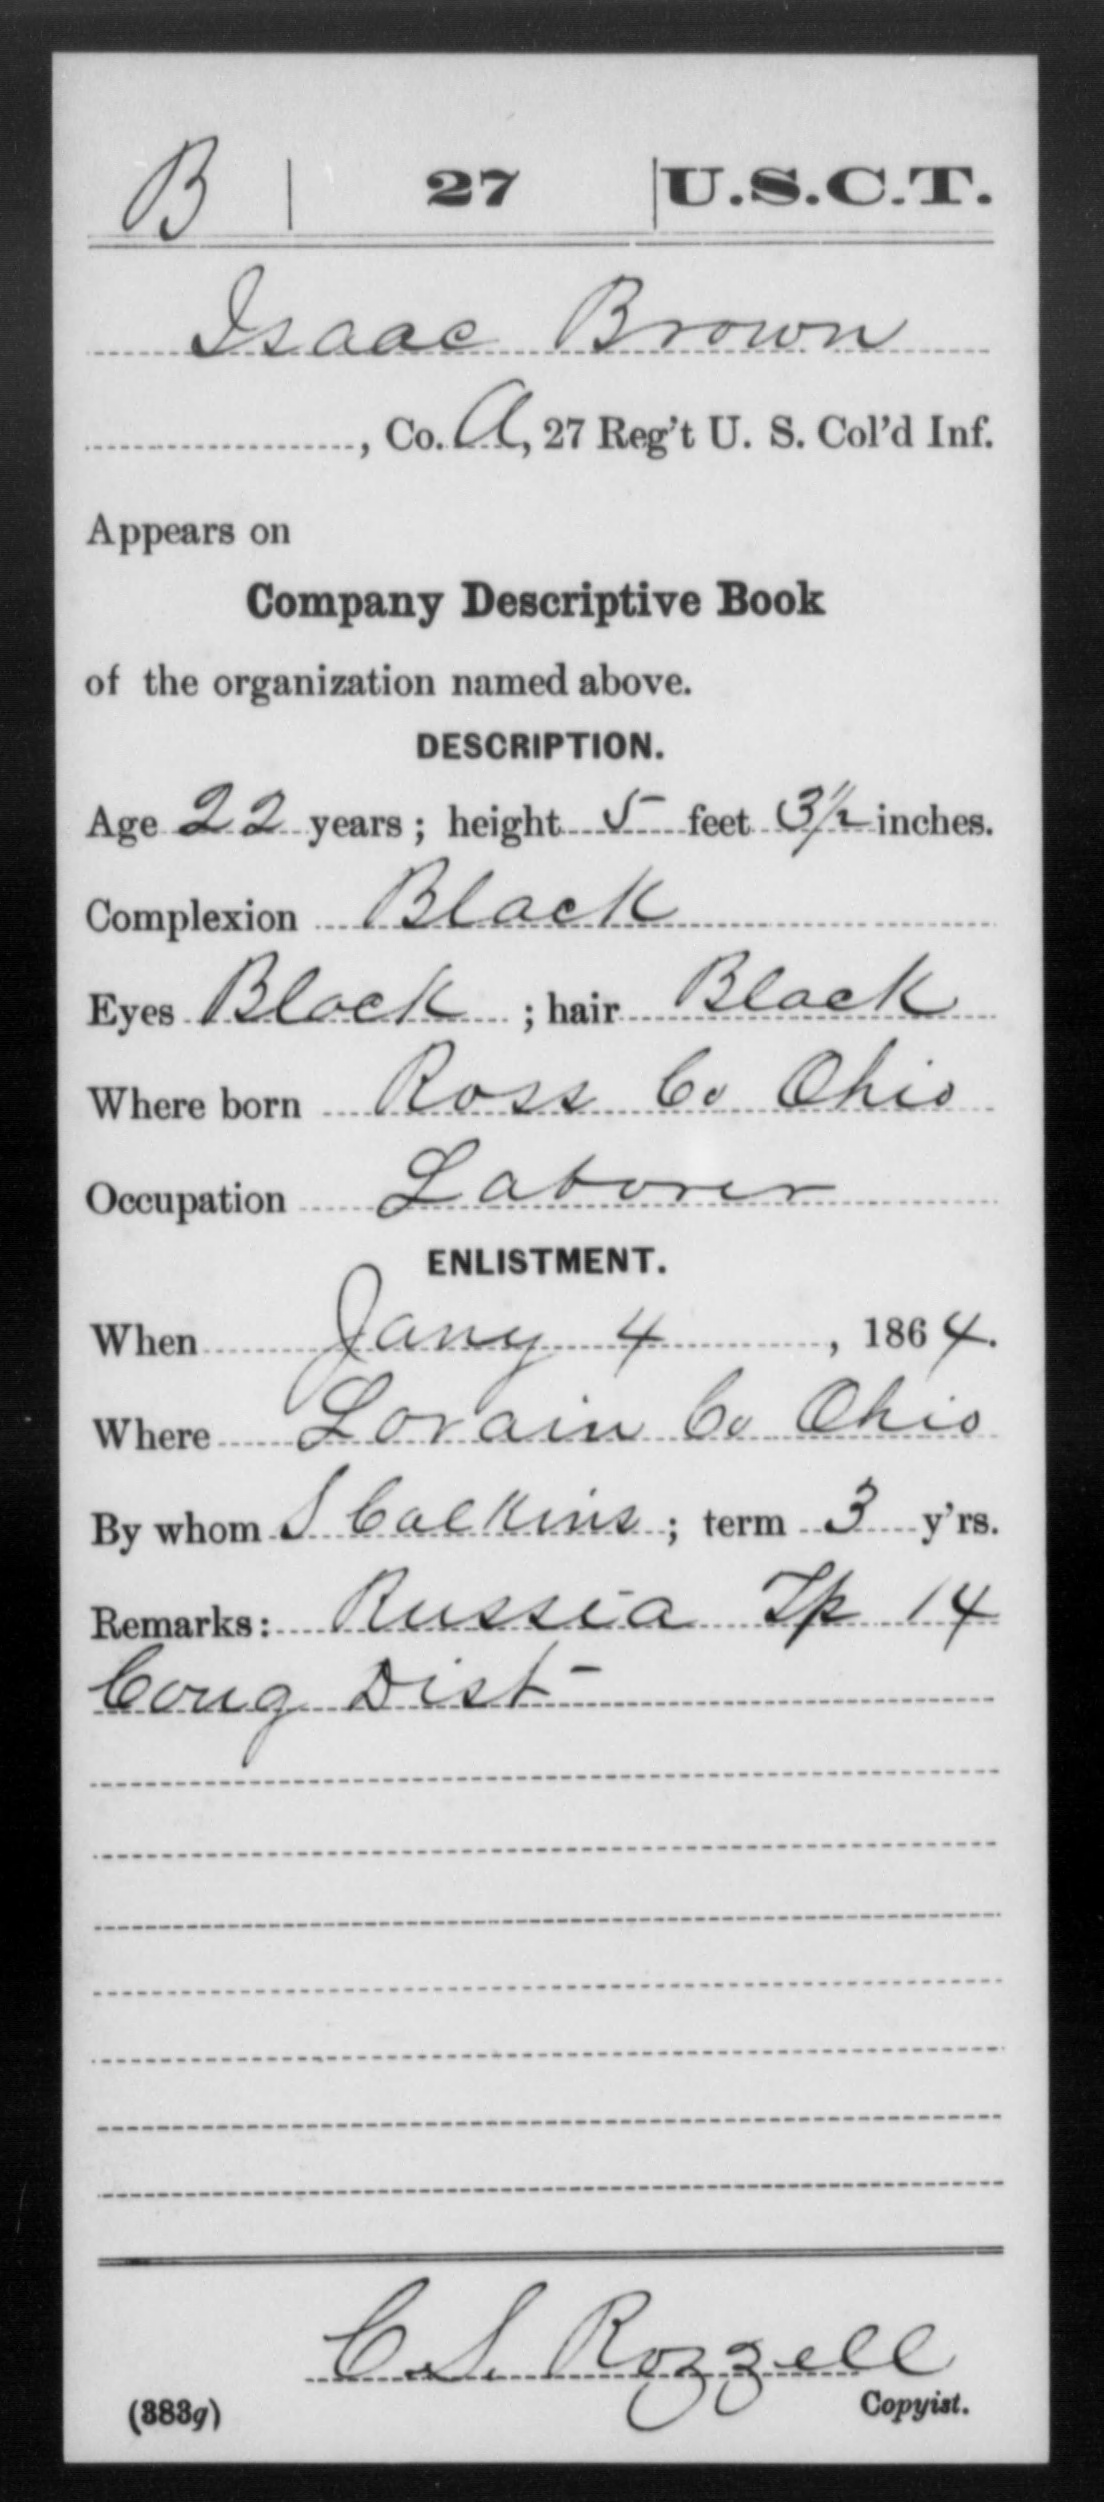 B | 27 | U.S.C.T.
Isaac Brown
, Co. A, 27 Reg't U. S. Col'd Inf.
Appears on
Company Descriptive Book
of the organization named above.
DESCRIPTION.
Age 22 years; height 5 feet 3½ inches.
Complexion Black
Eyes Black ; hair Black
Where born Ross Co Ohio
Occupation Laborer
ENLISTMENT.
When Jany 4, 1864.
Where Lorain Co Ohio
By whom S Calkins ; term 3 y'rs.
Remarks: Russia Tp 14
Cong Dist
C. S. Rozzell
(383g) Copyist.